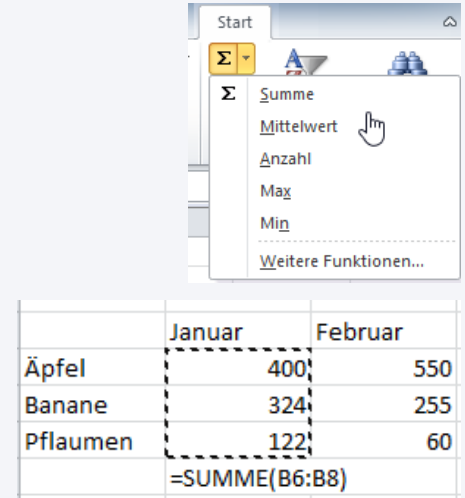 Start
Σ
Σ Summe
Mittelwert
Anzahl
Max
Min
Weitere Funktionen...
Januar Februar
Äpfel 400 550
Banane 324 255
Pflaumen 122 60
=SUMME(B6:B8)